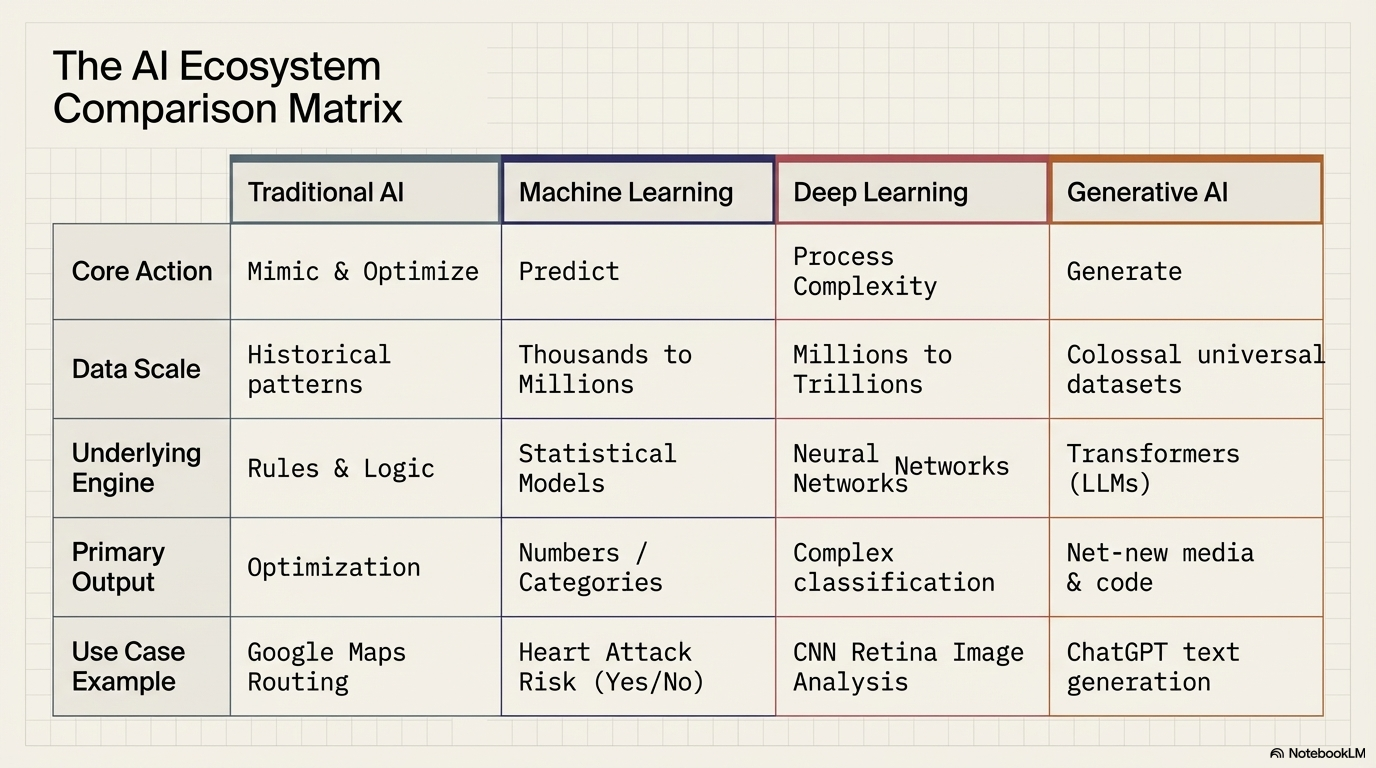 The AI Ecosystem
Comparison Matrix
Traditional AI
Machine Learning
Deep Learning
Generative AI
Core Action
Mimic & Optimize
Predict
Process
Complexity
Generate
Data Scale
Historical
patterns
Thousands to
Millions
Millions to
Trillions
Colossal universal
datasets
Underlying
Engine
Rules & Logic
Statistical
Models
Neural
Networks
Networks
Transformers
(LLMs)
Primary
Output
Optimization
Numbers /
Categories
Complex
classification
Net-new media
& code
Use Case
Example
Google Maps
Routing
Heart Attack
Risk (Yes/No)
CNN Retina Image
Analysis
ChatGPT text
generation
NotebookLM